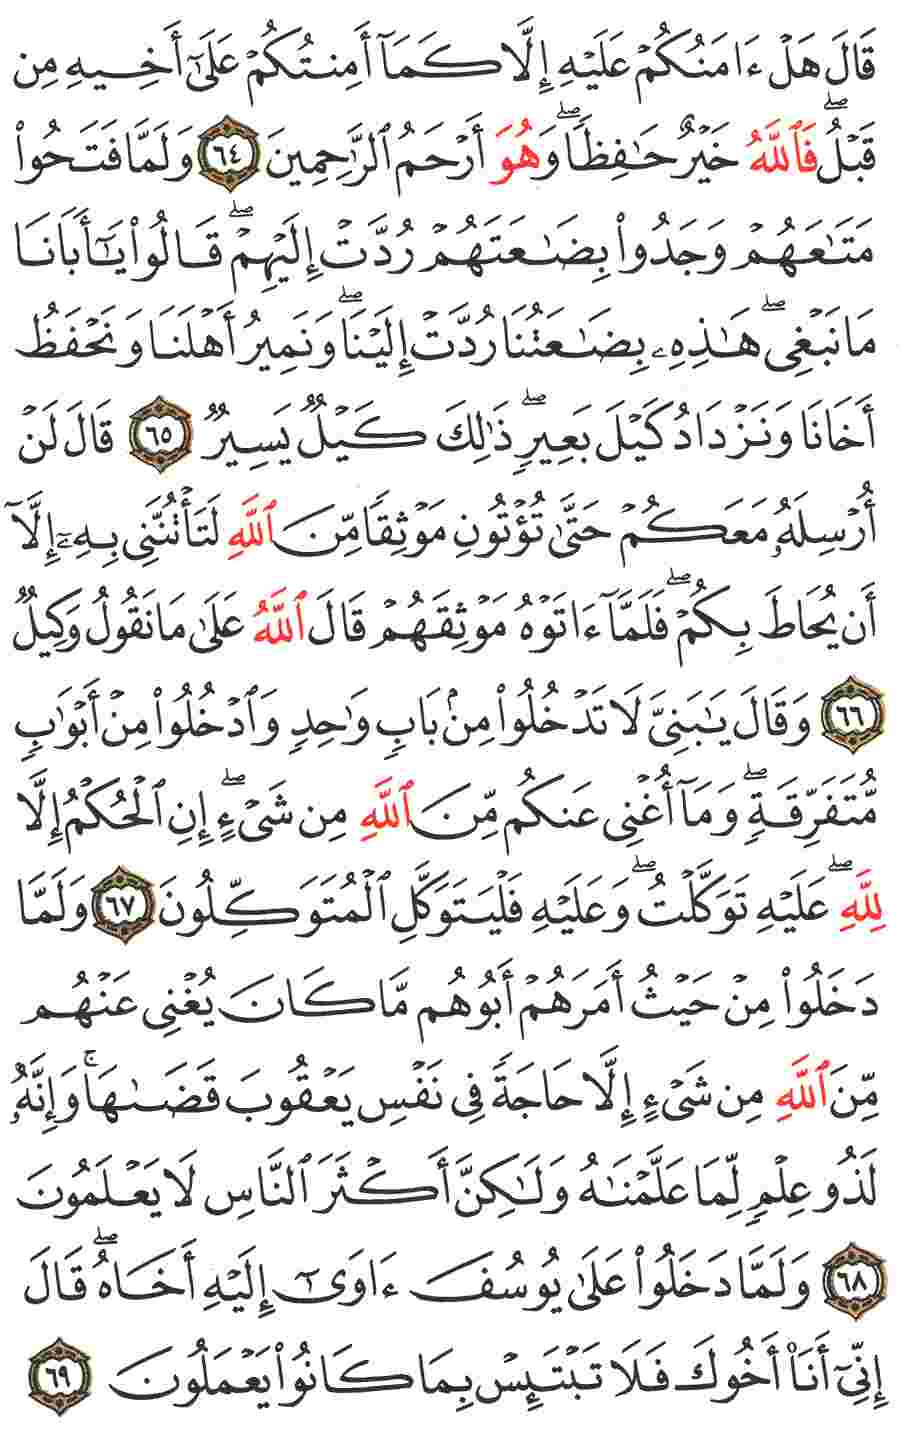 قَالَ هَلْ ءَامَنُكُمْ عَلَيْهِ إِلَّا كَمَآ أَمِنتُكُمْ عَلَىٰٓ أَخِيهِ مِن
قَبْلُ ۖ فَٱللَّهُ خَيْرٌ حَـٰفِظًا ۖ وَهُوَ أَرْحَمُ ٱلرَّٰحِمِينَ ٦٤ وَلَمَّا فَتَحُوا۟
مَتَـٰعَهُمْ وَجَدُوا۟ بِضَـٰعَتَهُمْ رُدَّتْ إِلَيْهِمْ ۖ قَالُوا۟ يَـٰٓأَبَانَا
مَا نَبْغِى ۖ هَـٰذِهِۦ بِضَـٰعَتُنَا رُدَّتْ إِلَيْنَا ۖ وَنَمِيرُ أَهْلَنَا وَنَحْفَظُ
أَخَانَا وَنَزْدَادُ كَيْلَ بَعِيرٍ ۖ ذَٰلِكَ كَيْلٌ يَسِيرٌ ٦٥ قَالَ لَنْ
أُرْسِلَهُۥ مَعَكُمْ حَتَّىٰ تُؤْتُونِ مَوْثِقًا مِّنَ ٱللَّهِ لَتَأْتُنَّنِى بِهِۦٓ إِلَّآ
أَن يُحَاطَ بِكُمْ ۖ فَلَمَّآ ءَاتَوْهُ مَوْثِقَهُمْ قَالَ ٱللَّهُ عَلَىٰ مَا نَقُولُ وَكِيلٌ
٦٦ وَقَالَ يَـٰبَنِىَّ لَا تَدْخُلُوا۟ مِنۢ بَابٍ وَٰحِدٍ وَٱدْخُلُوا۟ مِنْ أَبْوَٰبٍ
مُّتَفَرِّقَةٍ ۖ وَمَآ أُغْنِى عَنكُم مِّنَ ٱللَّهِ مِن شَىْءٍ ۖ إِنِ ٱلْحُكْمُ إِلَّا
لِلَّهِ ۖ عَلَيْهِ تَوَكَّلْتُ ۖ وَعَلَيْهِ فَلْيَتَوَكَّلِ ٱلْمُتَوَكِّلُونَ ٦٧ وَلَمَّا
دَخَلُوا۟ مِنْ حَيْثُ أَمَرَهُمْ أَبُوهُم مَّا كَانَ يُغْنِى عَنْهُم
مِّنَ ٱللَّهِ مِن شَىْءٍ إِلَّا حَاجَةً فِى نَفْسِ يَعْقُوبَ قَضَىٰهَا ۚ وَإِنَّهُۥ
لَذُو عِلْمٍ لِّمَا عَلَّمْنَـٰهُ وَلَـٰكِنَّ أَكْثَرَ ٱلنَّاسِ لَا يَعْلَمُونَ
٦٨ وَلَمَّا دَخَلُوا۟ عَلَىٰ يُوسُفَ ءَاوَىٰٓ إِلَيْهِ أَخَاهُ ۖ قَالَ
إِنِّىٓ أَنَا۠ أَخُوكَ فَلَا تَبْتَئِسْ بِمَا كَانُوا۟ يَعْمَلُونَ ٦٩